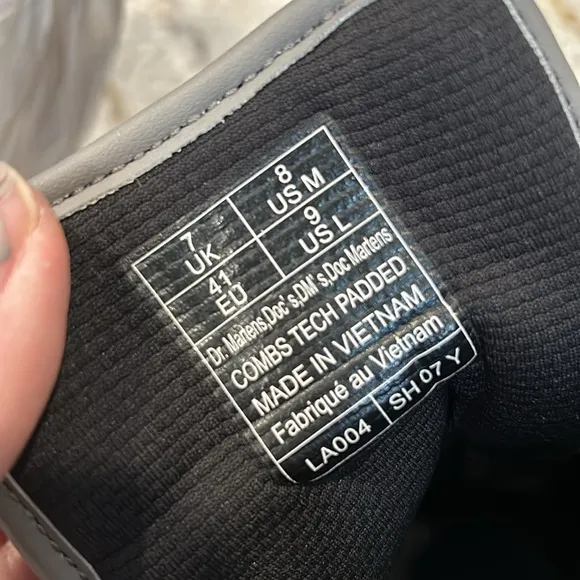 7 UK
8 US M
41 EU
9 US L
Dr. Martens,Doc's,DM's,Doc Martens
COMBS TECH PADDED
MADE IN VIETNAM
Fabriqué au Vietnam
LA004 SH 07 Y